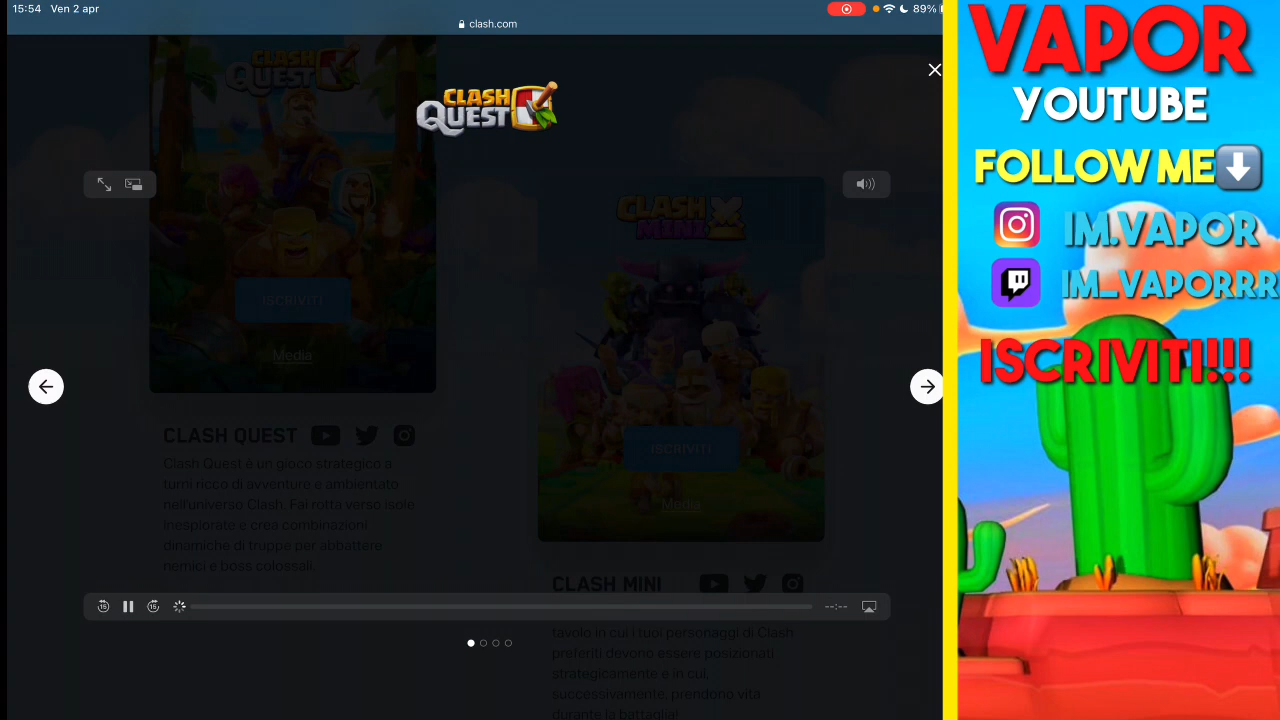 15:54 Ven 2 apr
89%
clash.com
CLASH
QUEST
CLASH
QUEST
ISCRIVITI
Media
CLASH QUEST
Clash Quest è un gioco strategico a
turni ricco di avventure e ambientato
nell'universo Clash. Fai rotta verso isole
inesplorate e crea combinazioni
dinamiche di truppe per abbattere
nemici e boss colossali.
CLASH
MINI
ISCRIVITI
Media
CLASH MINI
tavolo in cui i tuoi personaggi di Clash
preferiti devono essere posizionati
strategicamente e in cui,
successivamente, prendono vita
durante la battaglia!
15
15
--:--
VAPOR
YOUTUBE
FOLLOW ME
IM.VAPOR
IM_VAPORRR
ISCRIVITI!!!